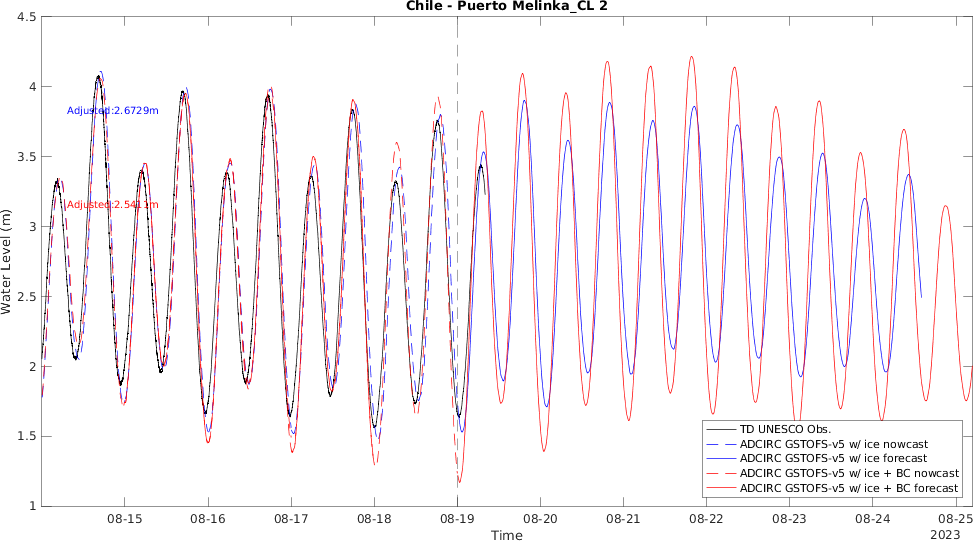 Chile - Puerto Melinka_CL 2
4.5
4
3.5
3
2.5
2
1.5
1
Water Level (m)
Adjusted:2.6729m
Adjusted:2.5411m
TD UNESCO Obs.
ADCIRC GSTOFS-v5 w/ ice nowcast
ADCIRC GSTOFS-v5 w/ ice forecast
ADCIRC GSTOFS-v5 w/ ice + BC nowcast
ADCIRC GSTOFS-v5 w/ ice + BC forecast
08-15 08-16 08-17 08-18 08-19 08-20 08-21 08-22 08-23 08-24 08-25
Time
2023